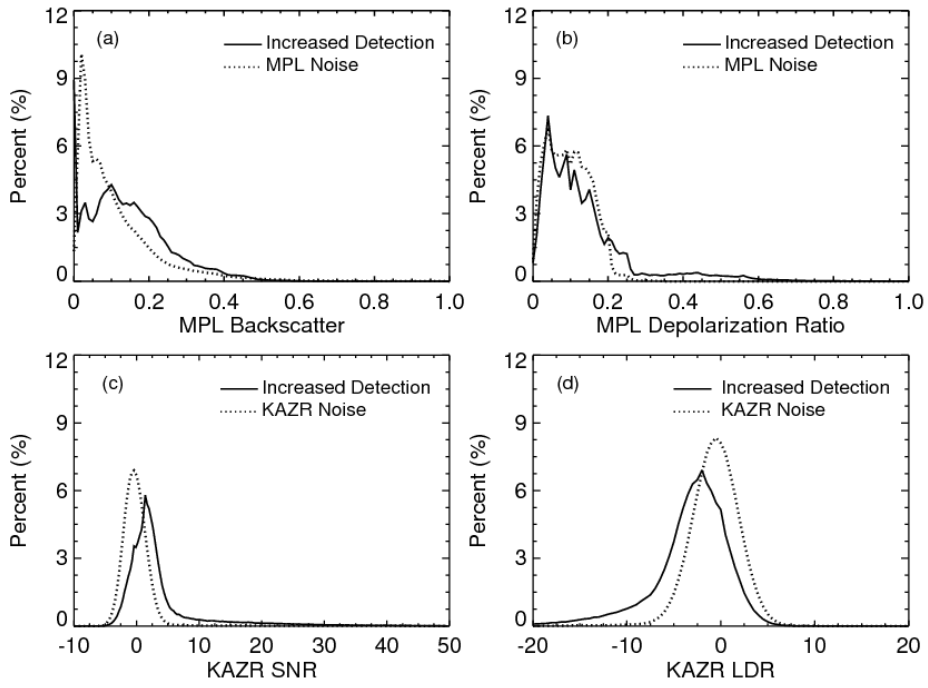 12
(a)
Increased Detection
MPL Noise
9
6
3
0
Percent (%)
0 0.2 0.4 0.6 0.8 1.0
MPL Backscatter
12
(b)
Increased Detection
MPL Noise
9
6
3
0
Percent (%)
0 0.2 0.4 0.6 0.8 1.0
MPL Depolarization Ratio
12
(c)
Increased Detection
KAZR Noise
9
6
3
0
Percent (%)
-10 0 10 20 30 40 50
KAZR SNR
12
(d)
Increased Detection
KAZR Noise
9
6
3
0
Percent (%)
-20 -10 0 10 20
KAZR LDR